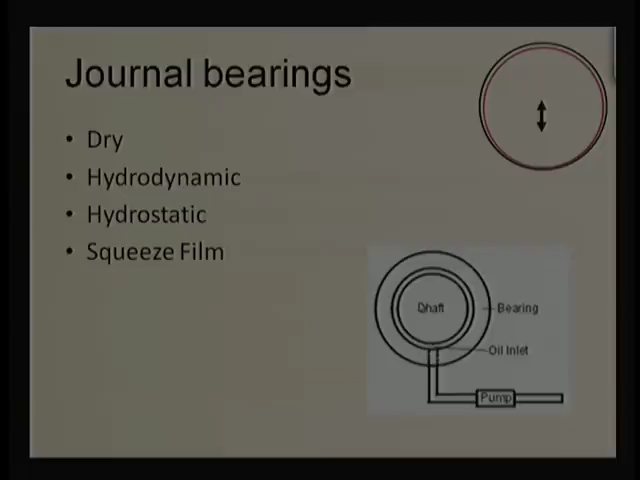 Journal bearings
• Dry
• Hydrodynamic
• Hydrostatic
• Squeeze Film
Dhaft
Bearing
Oil Inlet
Pump